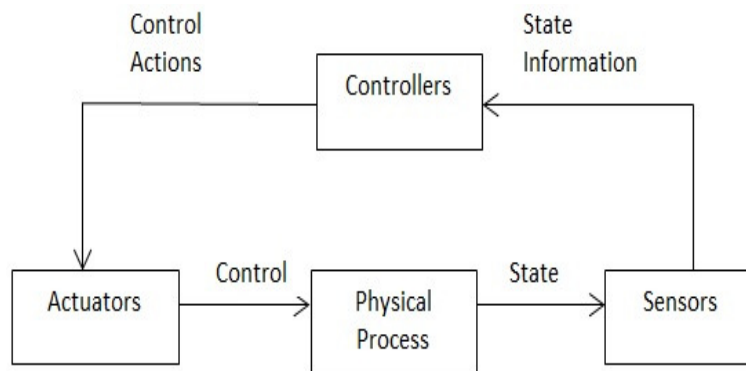 Control
Actions
State
Information
Controllers
Actuators
Control
Physical
Process
State
Sensors